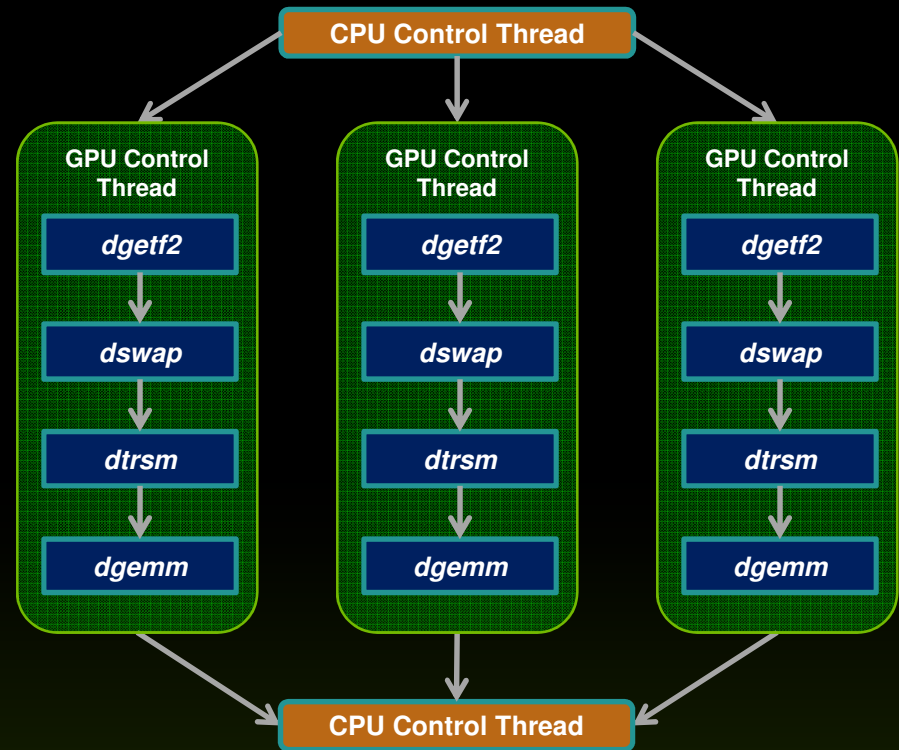 CPU Control Thread
GPU Control
Thread
dgetf2
dswap
dtrsm
dgemm
GPU Control
Thread
dgetf2
dswap
dtrsm
dgemm
GPU Control
Thread
dgetf2
dswap
dtrsm
dgemm
CPU Control Thread